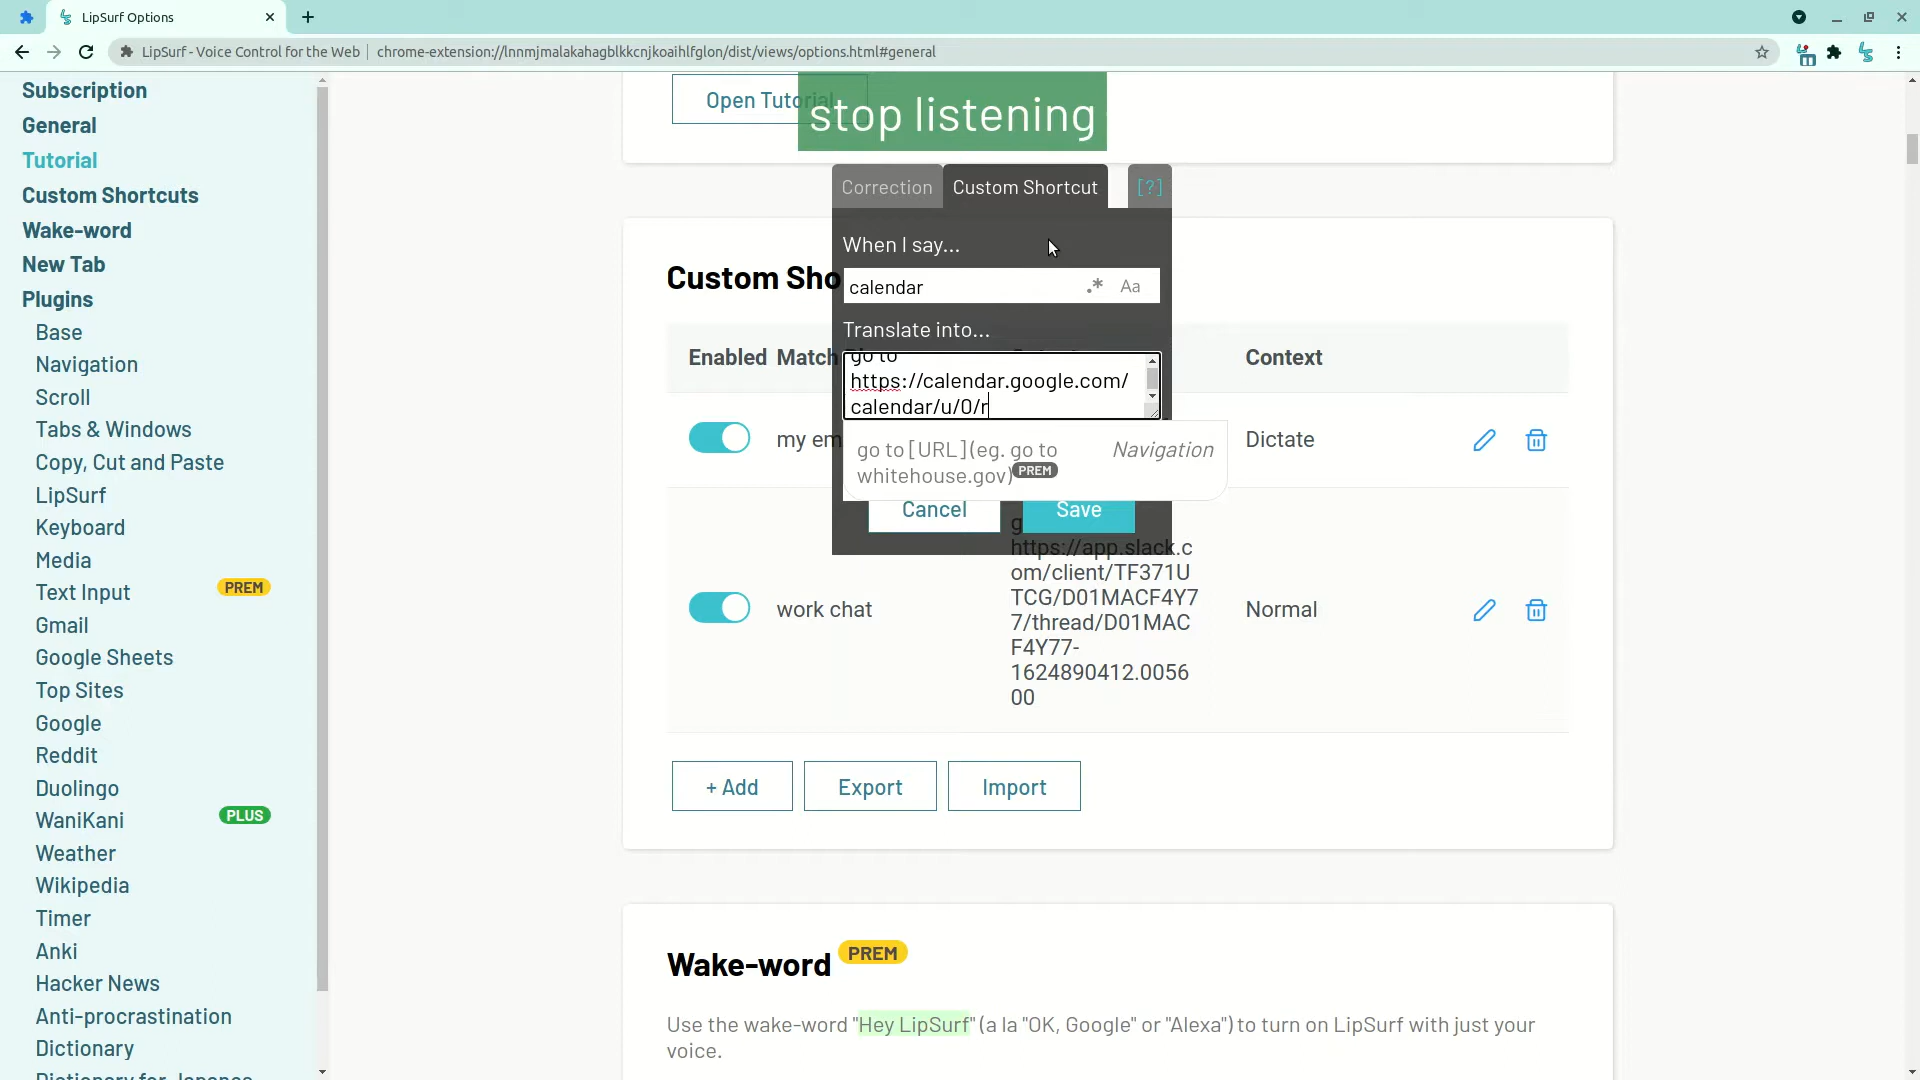 LipSurf Options
LipSurf - Voice Control for the Web | chrome-extension://lnnmjmalakahagblkkcnjkoaihlfglon/dist/views/options.html#general
Subscription
General
Tutorial
Custom Shortcuts
Wake-word
New Tab
Plugins
Base
Navigation
Scroll
Tabs & Windows
Copy, Cut and Paste
LipSurf
Keyboard
Media
Text Input PREM
Gmail
Google Sheets
Top Sites
Google
Reddit
Duolingo
WaniKani PLUS
Weather
Wikipedia
Timer
Anki
Hacker News
Anti-procrastination
Dictionary
Dictionary for Japanese
Open Tutorial
stop listening
Correction Custom Shortcut [?]
When I say...
calendar .* Aa
Translate into...
go to
https://calendar.google.com/
calendar/u/0/r
go to [URL] (eg. go to Navigation
whitehouse.gov) PREM
Cancel Save
Custom Sho
Enabled Match Context
my em Dictate
work chat Normal
g
https://app.slack.c
om/client/TF371U
TCG/D01MACF4Y7
7/thread/D01MAC
F4Y77-
1624890412.0056
00
+ Add Export Import
Wake-word PREM
Use the wake-word "Hey LipSurf" (a la "OK, Google" or "Alexa") to turn on LipSurf with just your
voice.